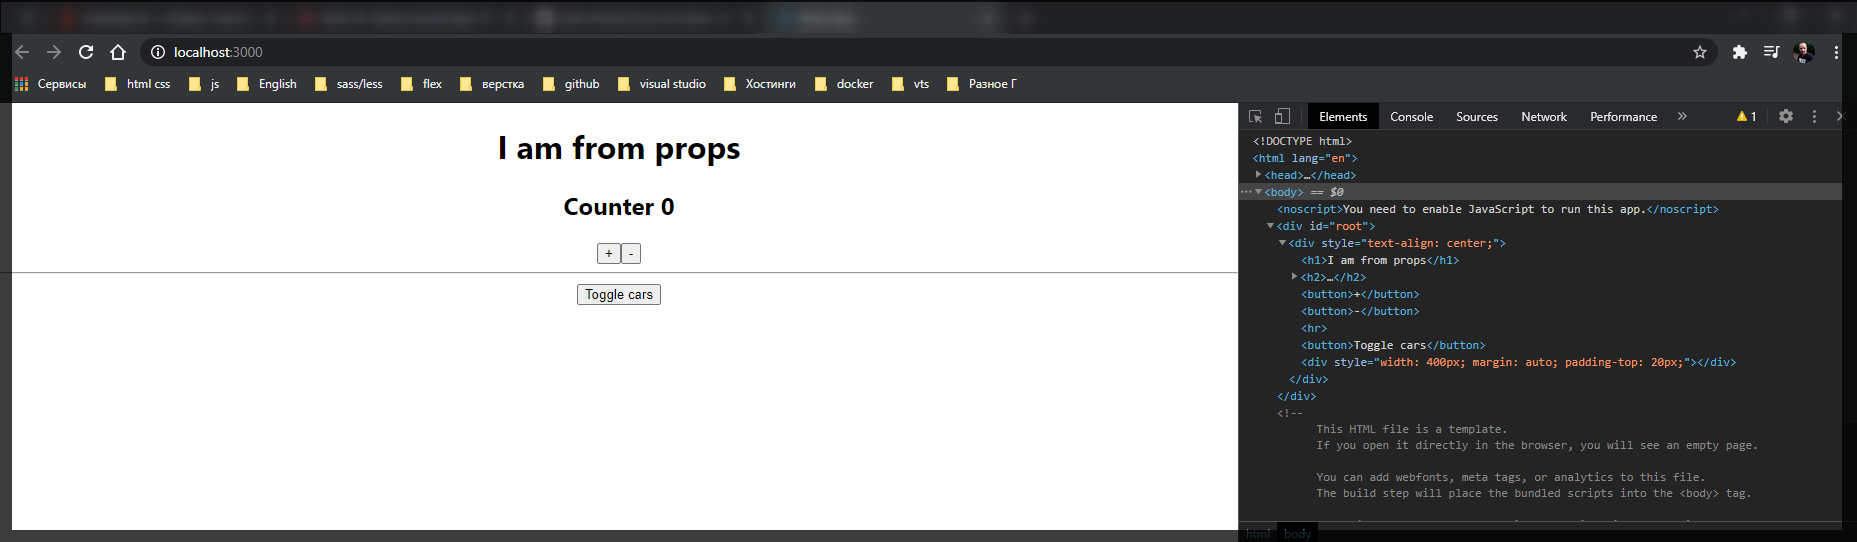 localhost:3000
Сервисы html css js English sass/less flex верстка github visual studio Хостинги docker vts Разное Г
I am from props
Counter 0
+ -
Toggle cars
Elements Console Sources Network Performance » 1
<!DOCTYPE html>
<html lang="en">
<head>…</head>
<body> == $0
<noscript>You need to enable JavaScript to run this app.</noscript>
<div id="root">
<div style="text-align: center;">
<h1>I am from props</h1>
<h2>…</h2>
<button>+</button>
<button>-</button>
<hr>
<button>Toggle cars</button>
<div style="width: 400px; margin: auto; padding-top: 20px;"></div>
</div>
</div>
<!--
This HTML file is a template.
If you open it directly in the browser, you will see an empty page.
You can add webfonts, meta tags, or analytics to this file.
The build step will place the bundled scripts into the <body> tag.
html body